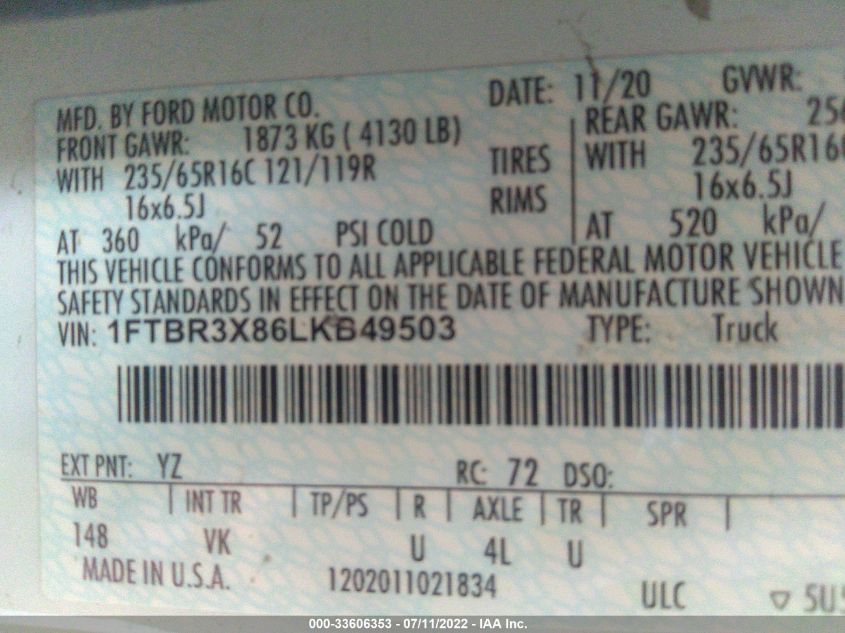 DATE: 11/20 GVWR:
MFD. BY FORD MOTOR CO.
FRONT GAWR: 1873 KG ( 4130 LB) REAR GAWR: 256
WITH 235/65R16C 121/119R TIRES WITH 235/65R16C
16x6.5J RIMS 16x6.5J
AT 360 kPa/ 52 PSI COLD AT 520 kPa/
THIS VEHICLE CONFORMS TO ALL APPLICABLE FEDERAL MOTOR VEHICLE
SAFETY STANDARDS IN EFFECT ON THE DATE OF MANUFACTURE SHOWN
VIN: 1FTBR3X86LKB49503 TYPE: Truck
EXT PNT: YZ RC: 72 DSO:
WB INT TR TP/PS R AXLE TR SPR
148 VK U 4L U
MADE IN U.S.A. 1202011021834 ULC ▽ SUS
000-33606353 - 07/11/2022 - IAA Inc.